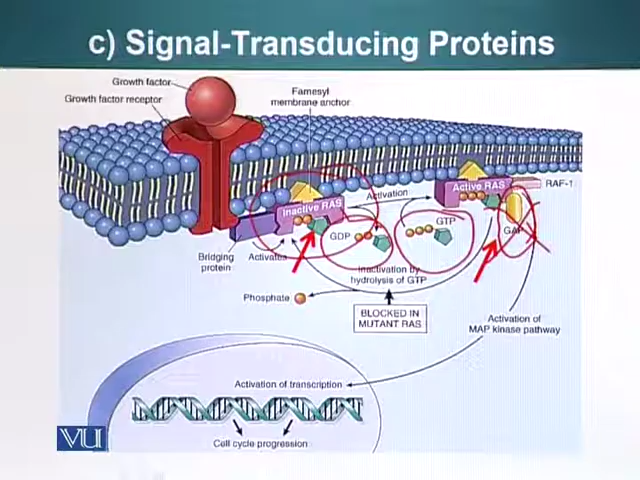 c) Signal-Transducing Proteins
Growth factor
Growth factor receptor
Farnesyl
membrane anchor
RAF-1
Active RAS
Activation
Inactive RAS
GTP
GDP
GAP
Bridging
protein
Activates
Inactivation by
hydrolysis of GTP
Phosphate
BLOCKED IN
MUTANT RAS
Activation of
MAP kinase pathway
Activation of transcription
Cell cycle progression
VU